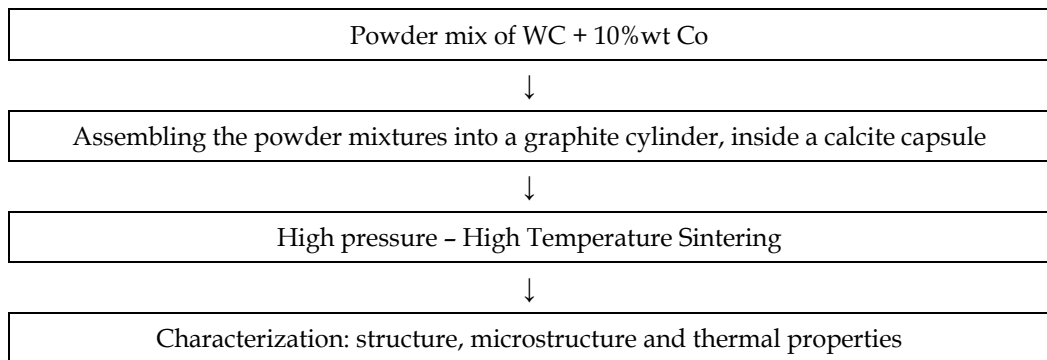 Powder mix of WC + 10%wt Co
↓
Assembling the powder mixtures into a graphite cylinder, inside a calcite capsule
↓
High pressure – High Temperature Sintering
↓
Characterization: structure, microstructure and thermal properties